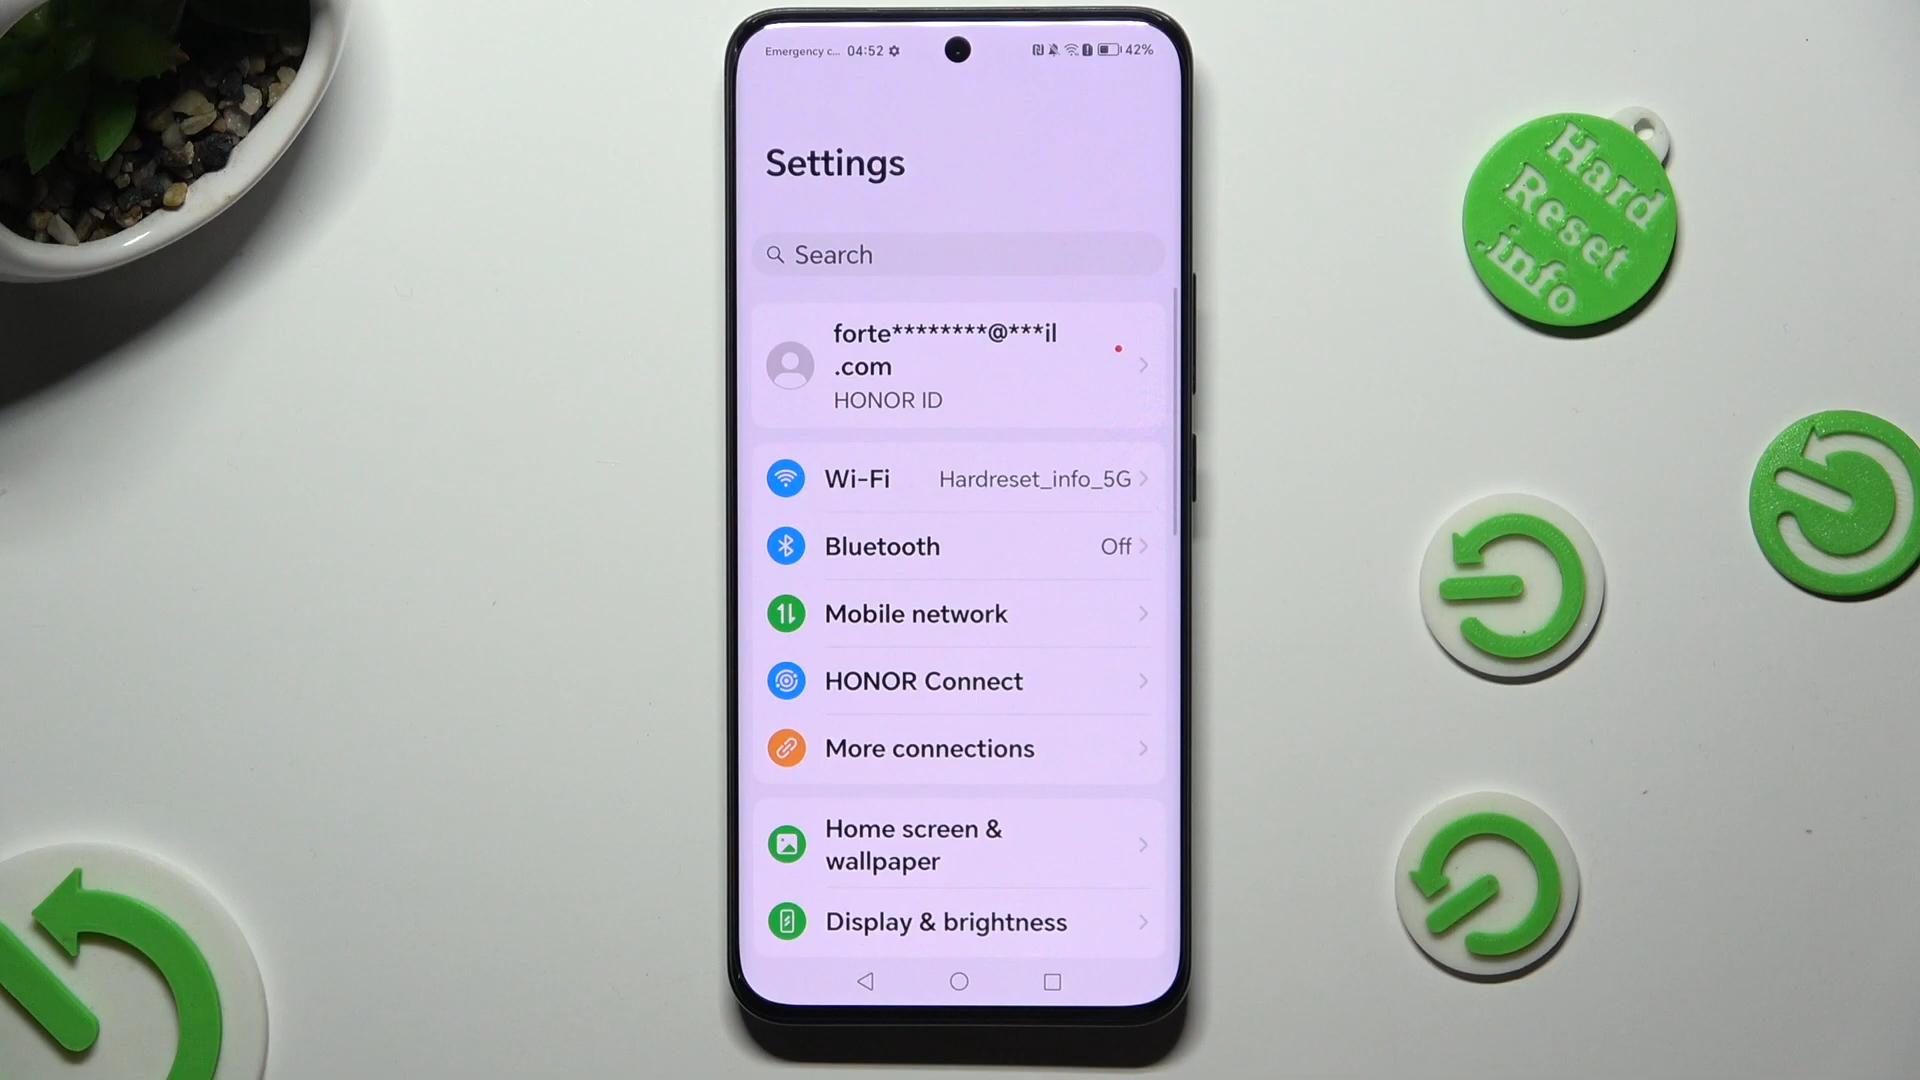 Emergency c... 04:52
42%
Settings
Search
forte********@***il
.com
HONOR ID
Wi-Fi Hardreset_info_5G
Bluetooth Off
Mobile network
HONOR Connect
More connections
Home screen &
wallpaper
Display & brightness
Hard
Reset
.info